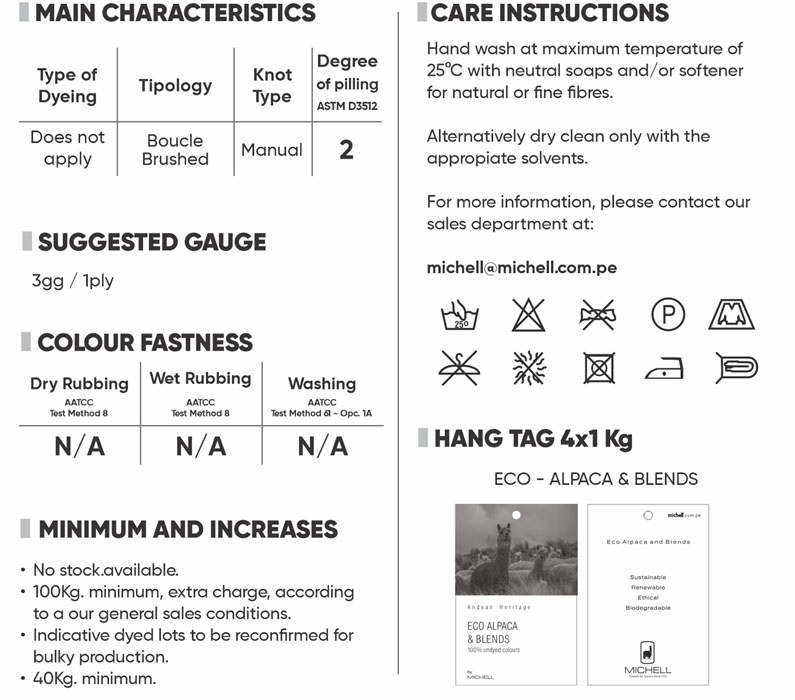 MAIN CHARACTERISTICS
Type of
Dyeing
Tipology
Knot
Type
Degree
of pilling
ASTM D3512
Does not
apply
Boucle
Brushed
Manual
2
SUGGESTED GAUGE
3gg / 1ply
COLOUR FASTNESS
Dry Rubbing
AATCC
Test Method 8
Wet Rubbing
AATCC
Test Method 8
Washing
AATCC
Test Method 61 - Opc. 1A
N/A
N/A
N/A
MINIMUM AND INCREASES
• No stock.available.
• 100Kg. minimum, extra charge, according
to a our general sales conditions.
• Indicative dyed lots to be reconfirmed for
bulky production.
• 40Kg. minimum.
CARE INSTRUCTIONS
Hand wash at maximum temperature of
25°C with neutral soaps and/or softener
for natural or fine fibres.
Alternatively dry clean only with the
appropiate solvents.
For more information, please contact our
sales department at:
michell@michell.com.pe
25°
P
HANG TAG 4x1 Kg
ECO - ALPACA & BLENDS
Andean Heritage
ECO ALPACA
& BLENDS
100% undyed colours
by
MICHELL
michell.com.pe
Eco Alpaca and Blends
Sustainable
Renewable
Ethical
Biodegradable
MICHELL